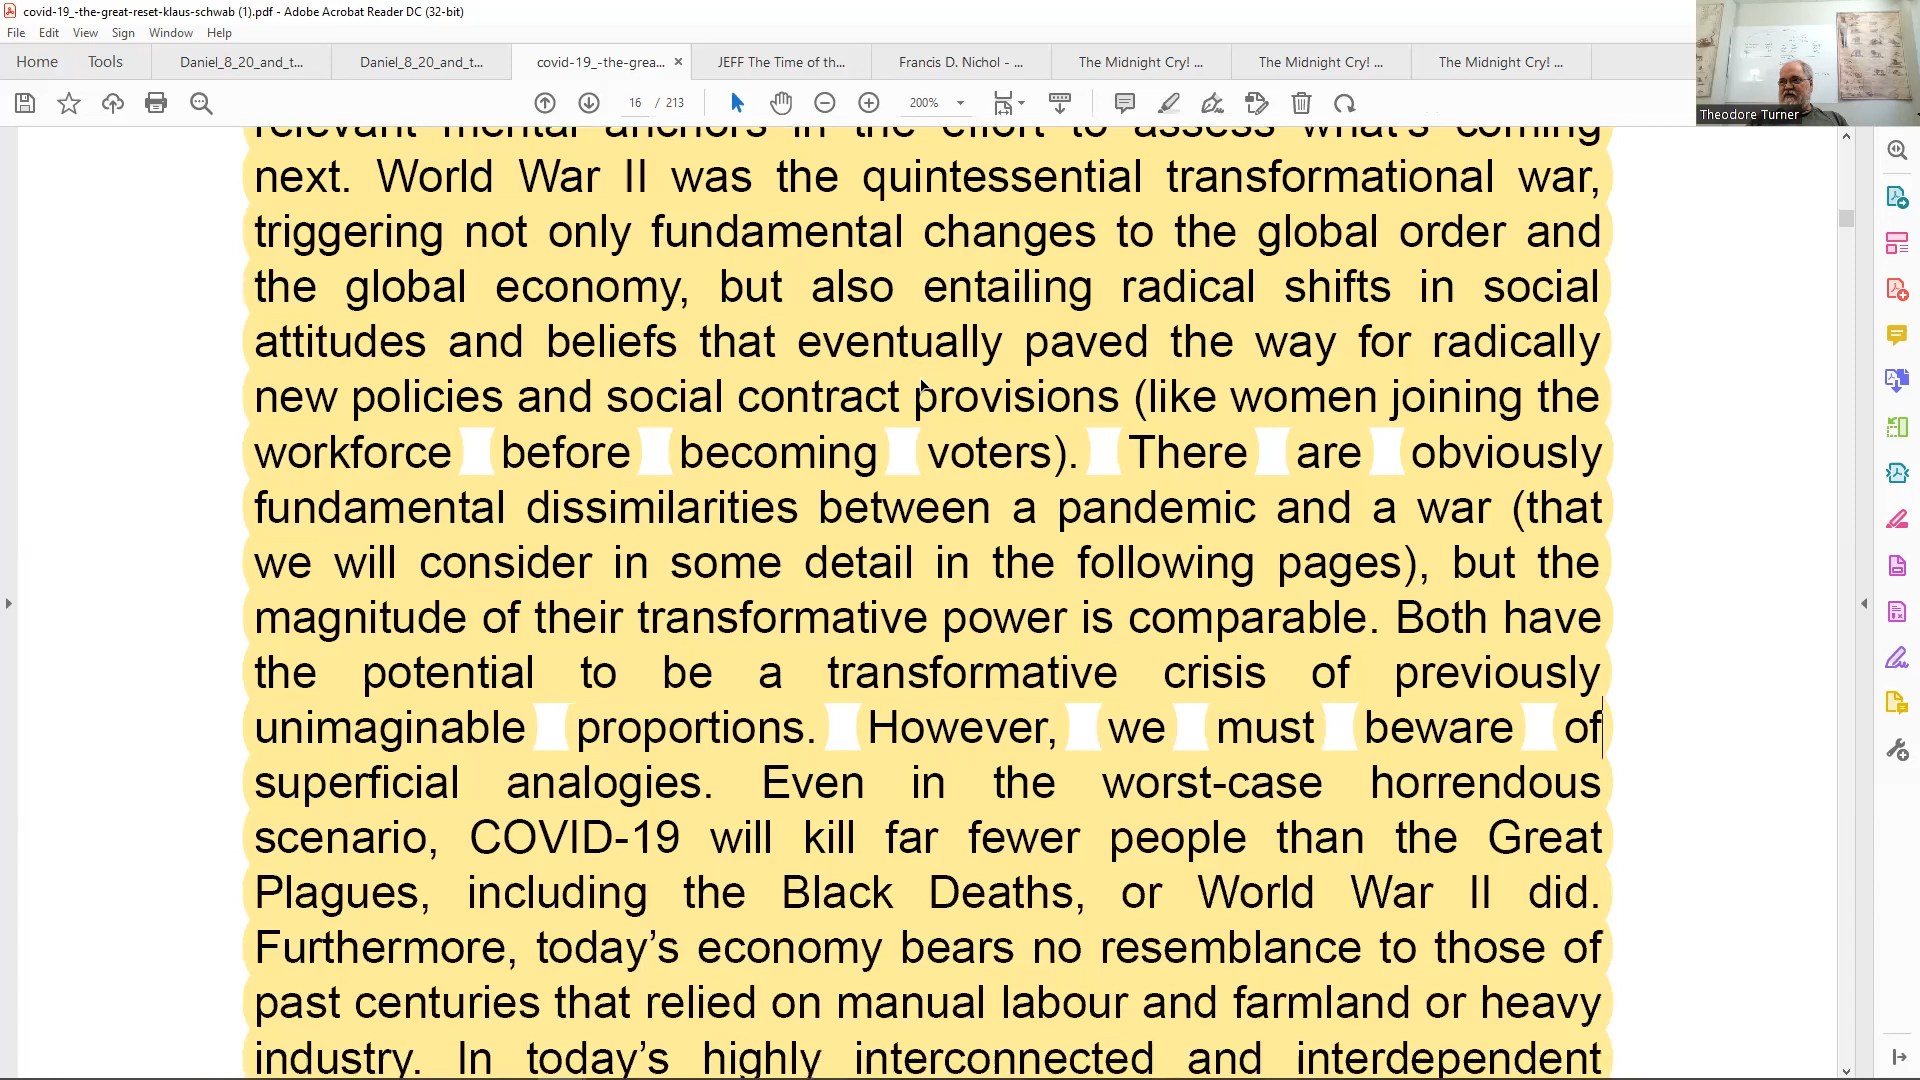 covid-19_-the-great-reset-klaus-schwab (1).pdf - Adobe Acrobat Reader DC (32-bit)
File Edit View Sign Window Help
Home Tools Daniel_8_20_and_t... Daniel_8_20_and_t... covid-19_-the-grea... × JEFF The Time of th... Francis D. Nichol - ... The Midnight Cry! ... The Midnight Cry! ... The Midnight Cry! ...
16 / 213 200%
Theodore Turner
relevant mental anchors in the effort to assess what's coming
next. World War II was the quintessential transformational war,
triggering not only fundamental changes to the global order and
the global economy, but also entailing radical shifts in social
attitudes and beliefs that eventually paved the way for radically
new policies and social contract provisions (like women joining the
workforce before becoming voters). There are obviously
fundamental dissimilarities between a pandemic and a war (that
we will consider in some detail in the following pages), but the
magnitude of their transformative power is comparable. Both have
the potential to be a transformative crisis of previously
unimaginable proportions. However, we must beware of
superficial analogies. Even in the worst-case horrendous
scenario, COVID-19 will kill far fewer people than the Great
Plagues, including the Black Deaths, or World War II did.
Furthermore, today’s economy bears no resemblance to those of
past centuries that relied on manual labour and farmland or heavy
industry. In today’s highly interconnected and interdependent